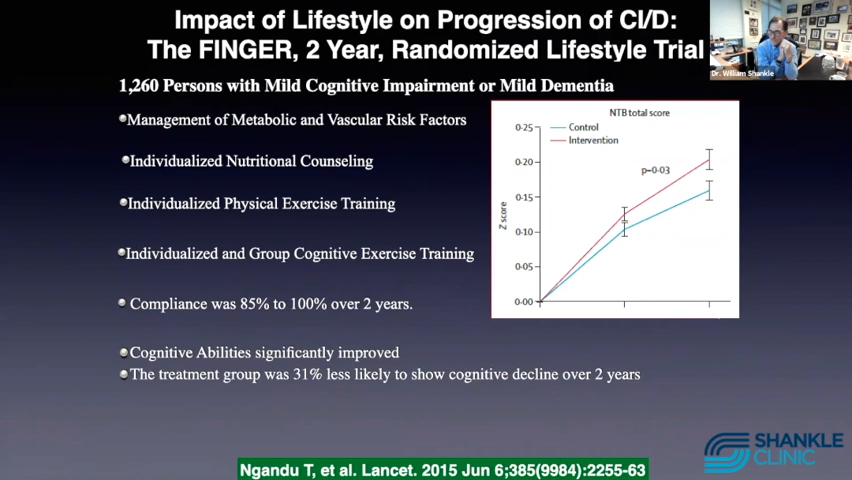 Impact of Lifestyle on Progression of CI/D:
The FINGER, 2 Year, Randomized Lifestyle Trial
Dr. William Shankle
1,260 Persons with Mild Cognitive Impairment or Mild Dementia
Management of Metabolic and Vascular Risk Factors
Individualized Nutritional Counseling
Individualized Physical Exercise Training
Individualized and Group Cognitive Exercise Training
Compliance was 85% to 100% over 2 years.
Cognitive Abilities significantly improved
The treatment group was 31% less likely to show cognitive decline over 2 years
NTB total score
Control
Intervention
p=0·03
Z score
0·25
0·20
0·15
0·10
0·05
0·00
SHANKLE
CLINIC
Ngandu T, et al. Lancet. 2015 Jun 6;385(9984):2255-63